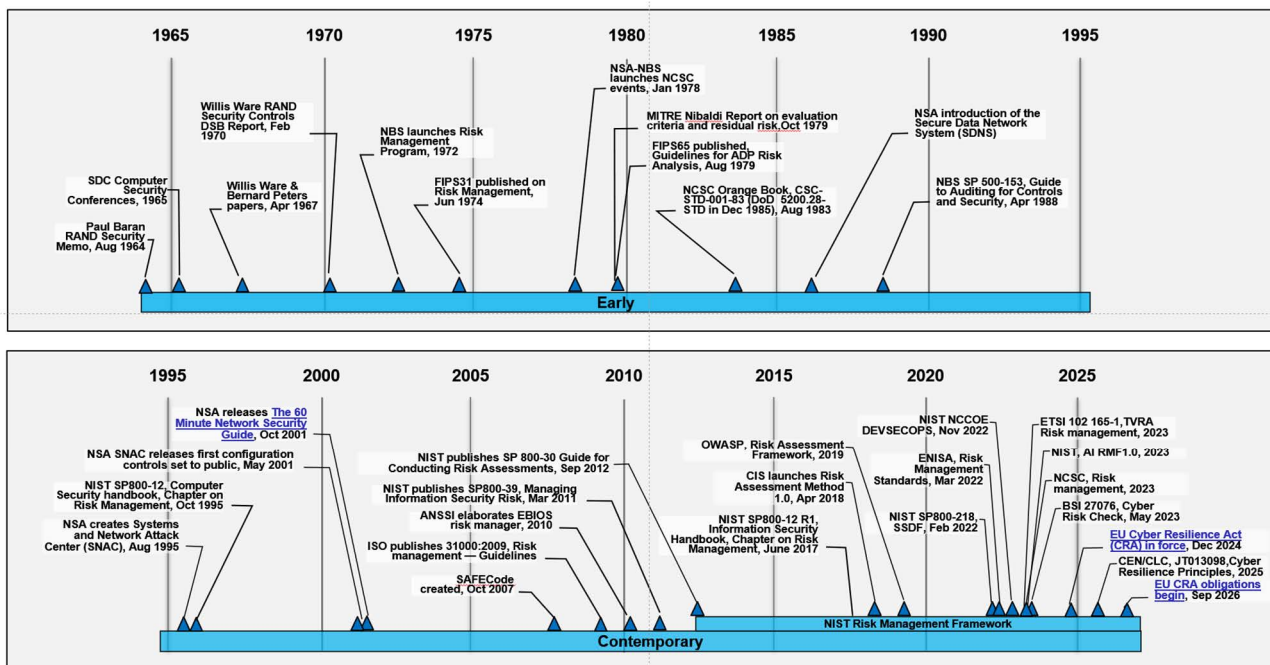 1965 1970 1975 1980 1985 1990 1995
NSA-NBS
launches NCSC
events, Jan 1978
Willis Ware RAND
Security Controls
DSB Report, Feb
1970
MITRE Nibaldi Report on evaluation
criteria and residual risk,Oct 1979
NSA introduction of the
Secure Data Network
System (SDNS)
NBS launches Risk
Management
Program, 1972
FIPS65 published,
Guidelines for ADP Risk
Analysis, Aug 1979
SDC Computer
Security
Conferences, 1965
Willis Ware &
Bernard Peters
papers, Apr 1967
FIPS31 published on
Risk Management,
Jun 1974
NCSC Orange Book, CSC-
STD-001-83 (DoD 5200.28-
STD in Dec 1985), Aug 1983
NBS SP 500-153, Guide
to Auditing for Controls
and Security, Apr 1988
Paul Baran
RAND Security
Memo, Aug 1964
Early
1995 2000 2005 2010 2015 2020 2025
NSA releases The 60
Minute Network Security
Guide, Oct 2001
NSA SNAC releases first configuration
controls set to public, May 2001
NIST SP800-12, Computer
Security handbook, Chapter on
Risk Management, Oct 1995
NSA creates Systems
and Network Attack
Center (SNAC), Aug 1995
NIST publishes SP 800-30 Guide for
Conducting Risk Assessments, Sep 2012
NIST publishes SP800-39, Managing
Information Security Risk, Mar 2011
ANSSI elaborates EBIOS
risk manager, 2010
ISO publishes 31000:2009, Risk
management — Guidelines
SAFECode
created, Oct 2007
OWASP, Risk Assessment
Framework, 2019
CIS launches Risk
Assessment Method
1.0, Apr 2018
NIST SP800-12 R1,
Information Security
Handbook, Chapter on Risk
Management, June 2017
NIST NCCOE
DEVSECOPS, Nov 2022
ENISA, Risk
Management
Standards, Mar 2022
NIST SP800-218,
SSDF, Feb 2022
ETSI 102 165-1,TVRA
Risk management, 2023
NIST, AI RMF1.0, 2023
NCSC, Risk
management, 2023
BSI 27076, Cyber
Risk Check, May 2023
EU Cyber Resilience Act
(CRA) in force, Dec 2024
CEN/CLC, JT013098,Cyber
Resilience Principles, 2025
EU CRA obligations
begin, Sep 2026
NIST Risk Management Framework
Contemporary